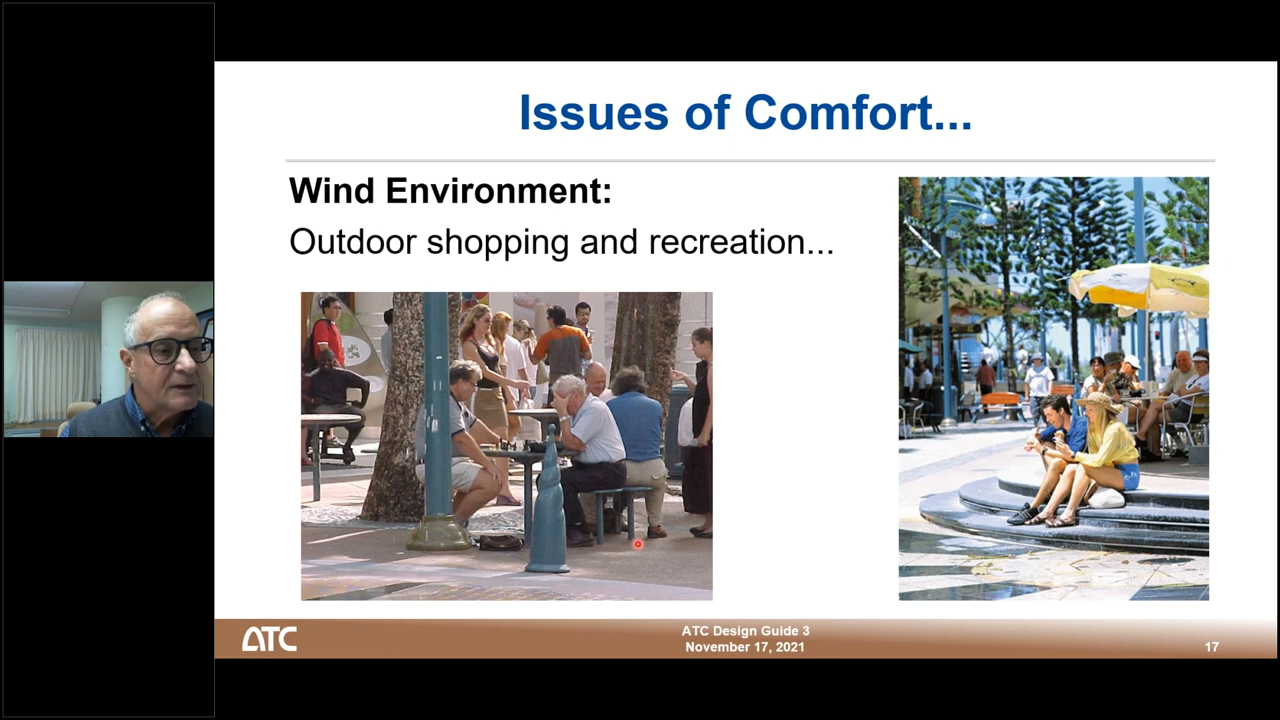 Issues of Comfort...
Wind Environment:
Outdoor shopping and recreation...
ATC
ATC Design Guide 3
November 17, 2021
17